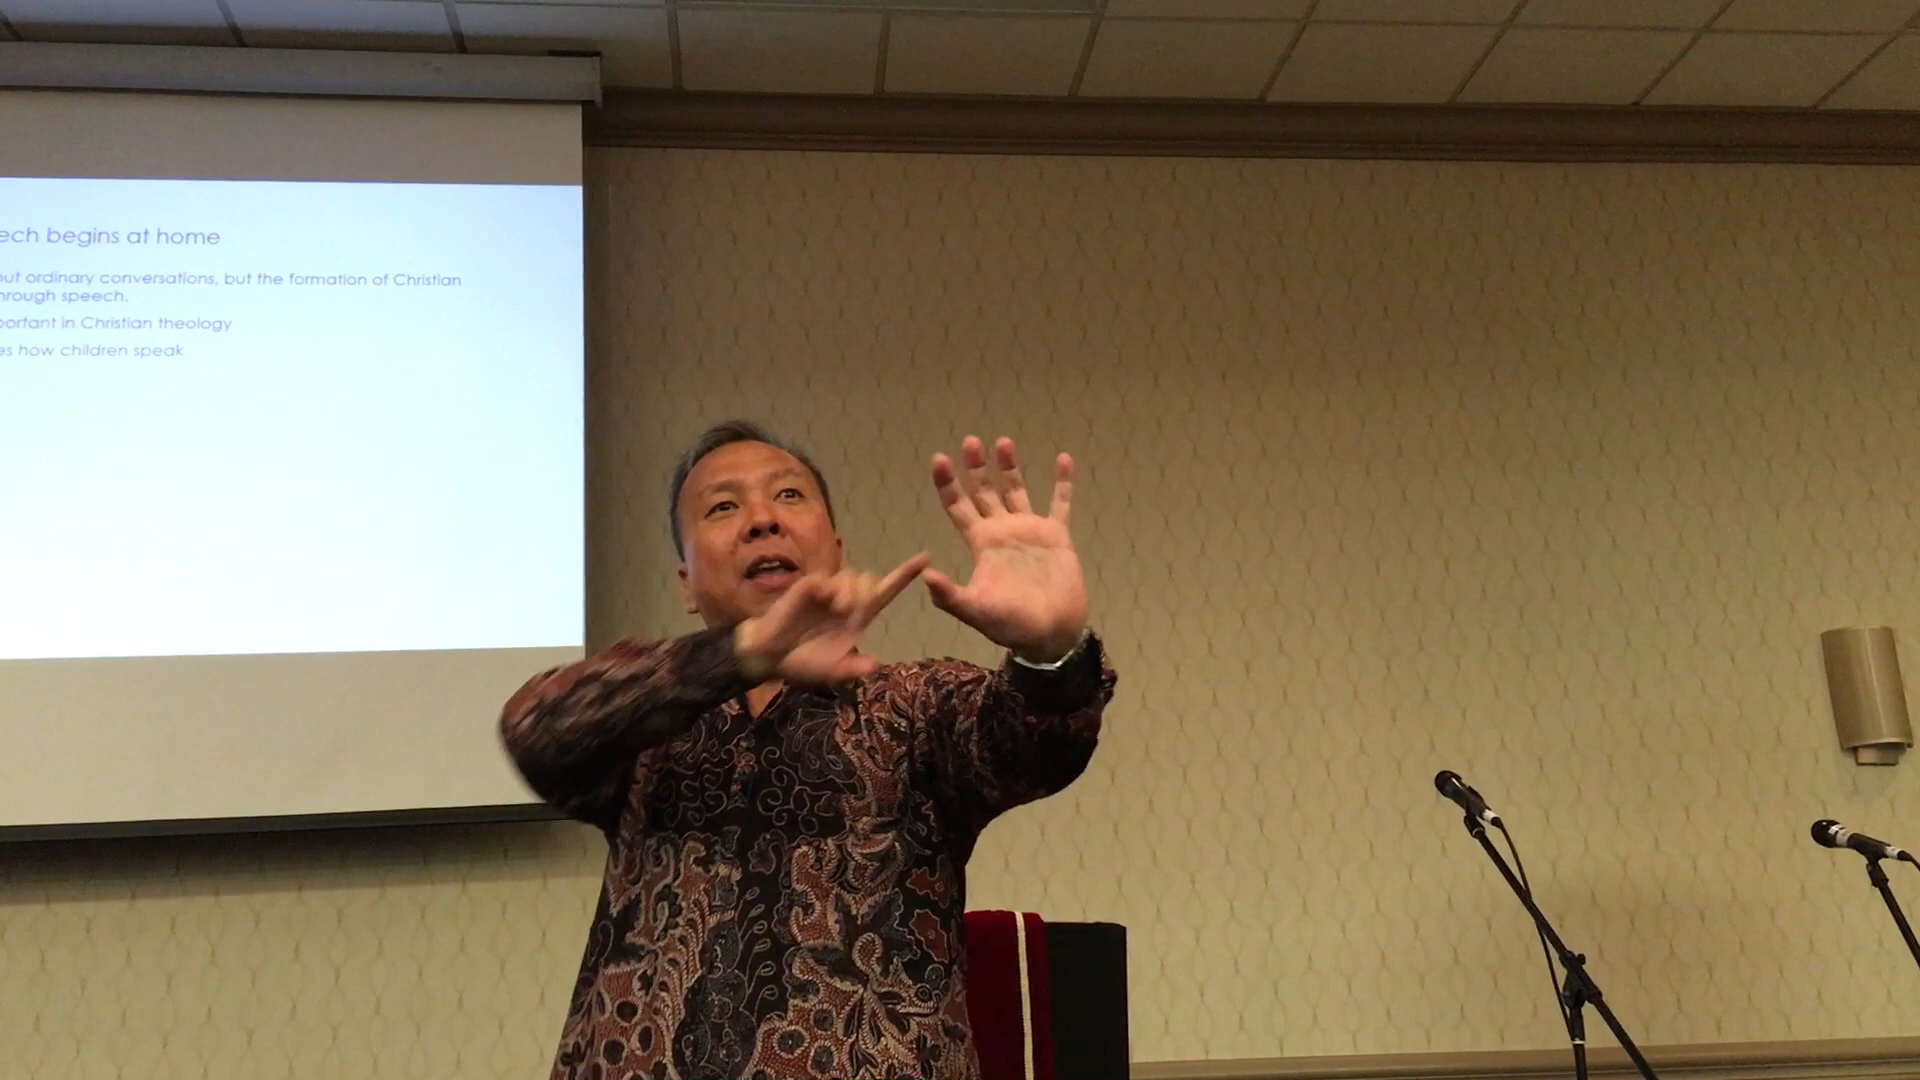 ech begins at home
out ordinary conversations, but the formation of Christian
hrough speech.
portant in Christian theology
es how children speak